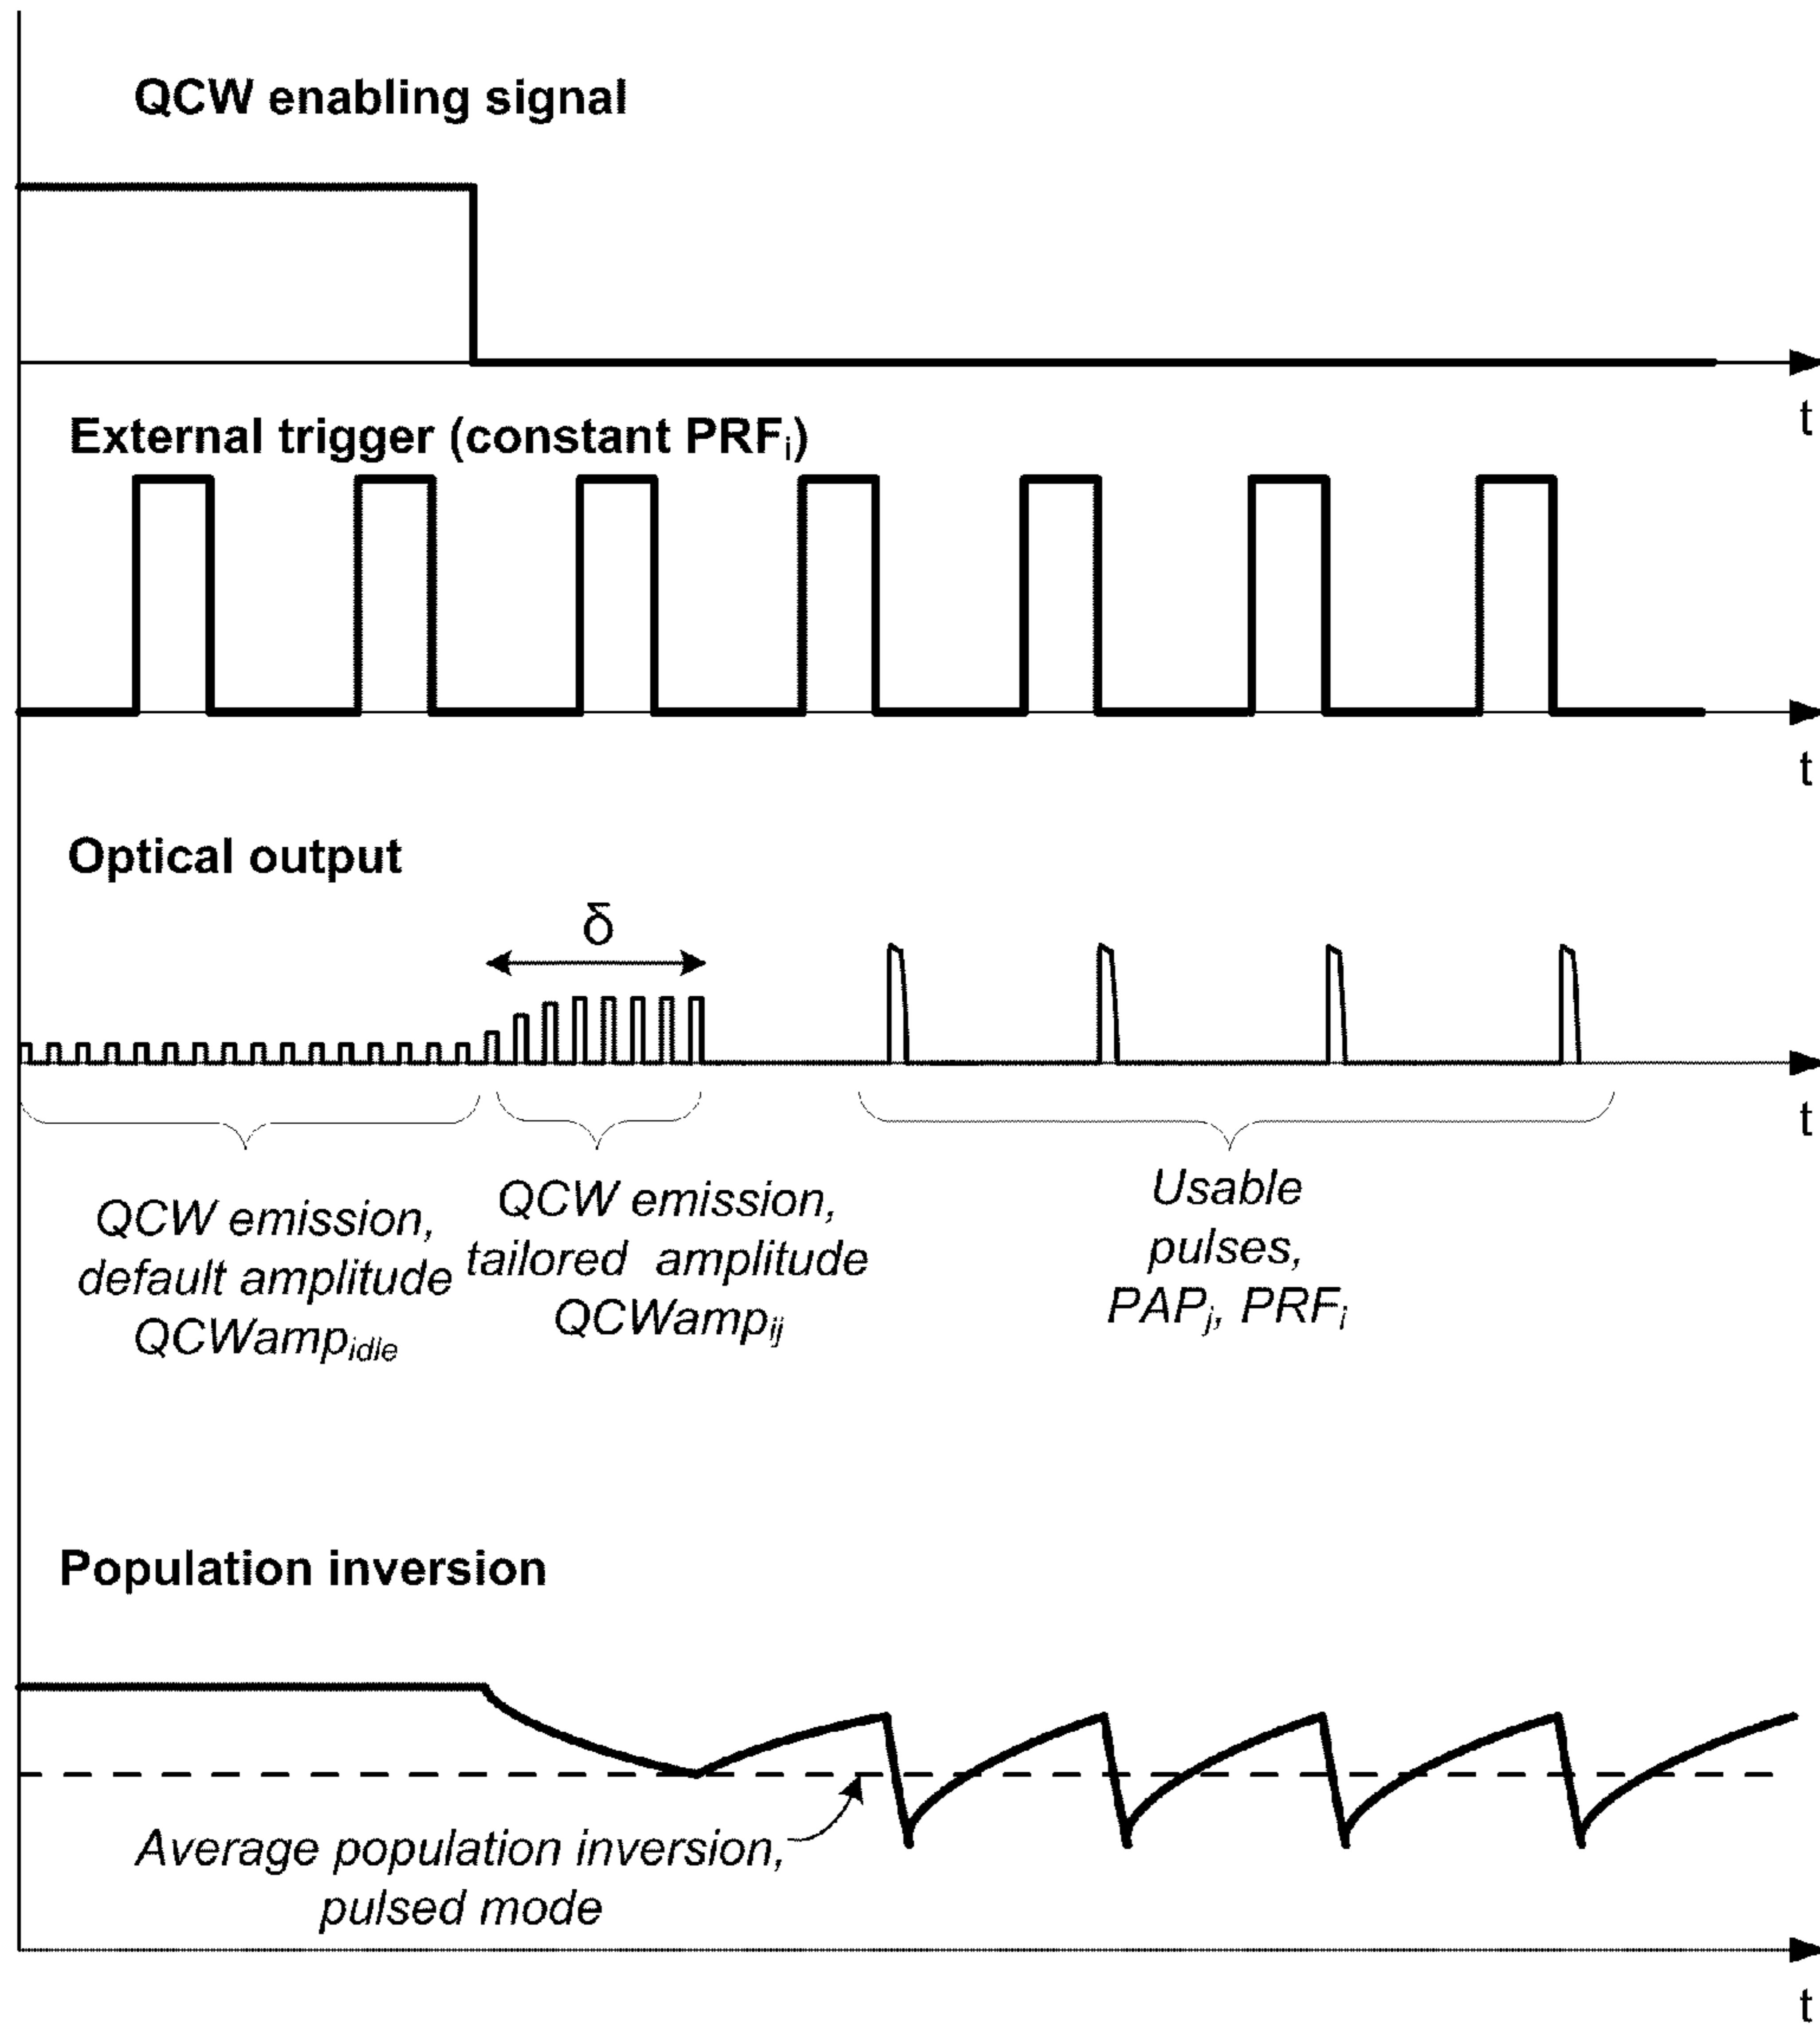 QCW enabling signal
t
External trigger (constant PRFi)
t
Optical output
δ
t
QCW emission,
default amplitude
QCWampidle
QCW emission,
tailored amplitude
QCWampij
Usable
pulses,
PAPj, PRFi
Population inversion
Average population inversion,
pulsed mode
t